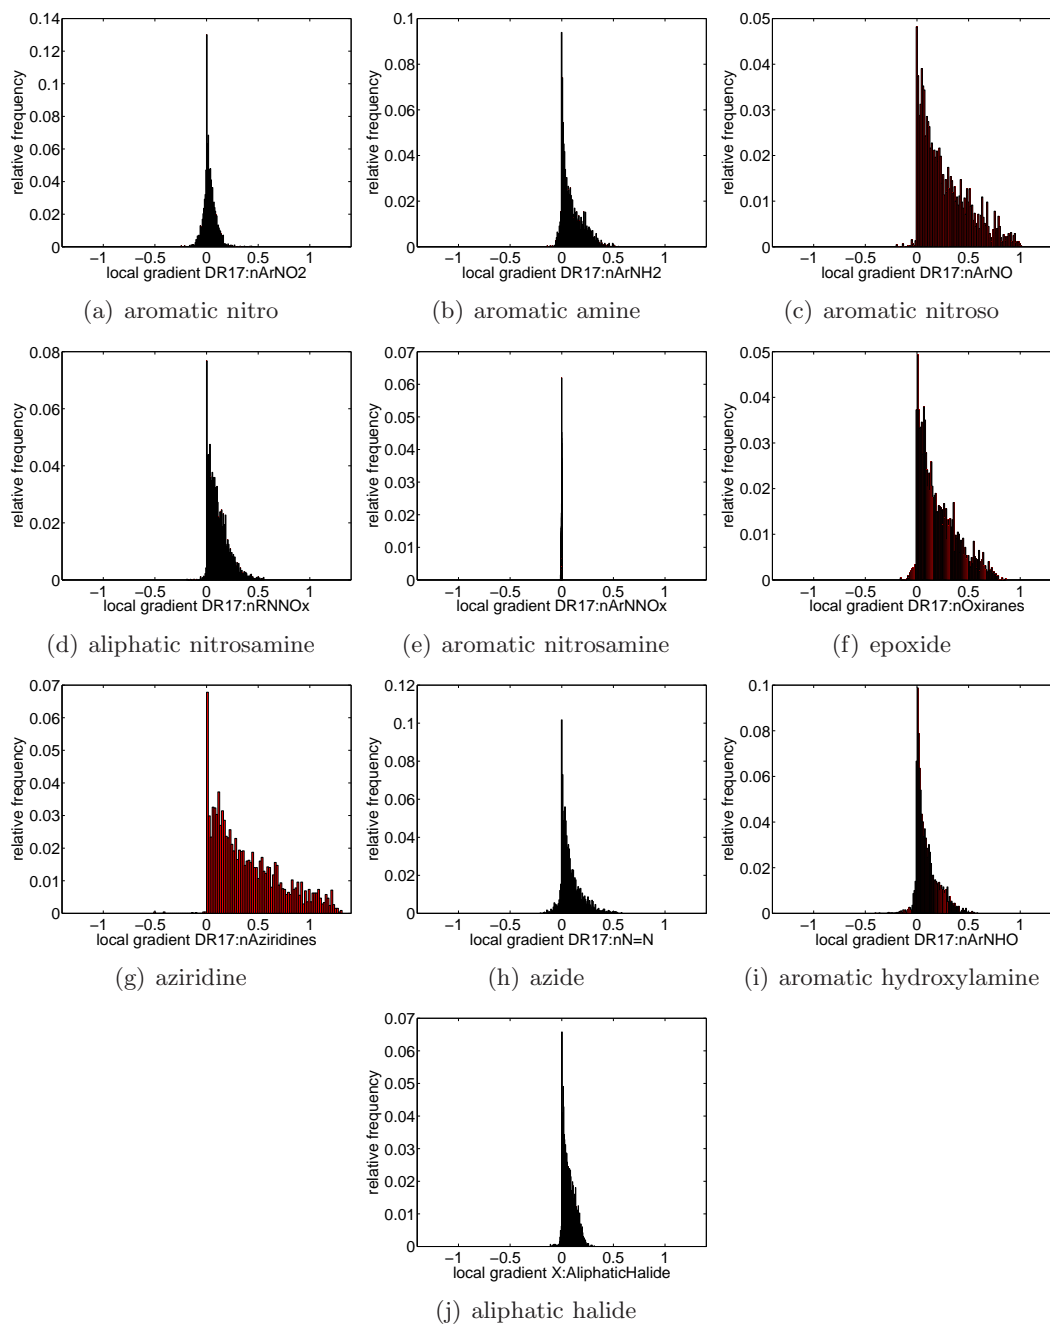 0.14
0.12
0.1
0.08
0.06
0.04
0.02
0
relative frequency
−1 −0.5 0 0.5 1
local gradient DR17:nArNO2
(a) aromatic nitro
0.1
0.08
0.06
0.04
0.02
0
relative frequency
−1 −0.5 0 0.5 1
local gradient DR17:nArNH2
(b) aromatic amine
0.05
0.04
0.03
0.02
0.01
0
relative frequency
−1 −0.5 0 0.5 1
local gradient DR17:nArNO
(c) aromatic nitroso
0.08
0.06
0.04
0.02
0
relative frequency
−1 −0.5 0 0.5 1
local gradient DR17:nRNNOx
(d) aliphatic nitrosamine
0.07
0.06
0.05
0.04
0.03
0.02
0.01
0
relative frequency
−1 −0.5 0 0.5 1
local gradient DR17:nArNNOx
(e) aromatic nitrosamine
0.05
0.04
0.03
0.02
0.01
0
relative frequency
−1 −0.5 0 0.5 1
local gradient DR17:nOxiranes
(f) epoxide
0.07
0.06
0.05
0.04
0.03
0.02
0.01
0
relative frequency
−1 −0.5 0 0.5 1
local gradient DR17:nAziridines
(g) aziridine
0.12
0.1
0.08
0.06
0.04
0.02
0
relative frequency
−1 −0.5 0 0.5 1
local gradient DR17:nN=N
(h) azide
0.1
0.08
0.06
0.04
0.02
0
relative frequency
−1 −0.5 0 0.5 1
local gradient DR17:nArNHO
(i) aromatic hydroxylamine
0.07
0.06
0.05
0.04
0.03
0.02
0.01
0
relative frequency
−1 −0.5 0 0.5 1
local gradient X:AliphaticHalide
(j) aliphatic halide